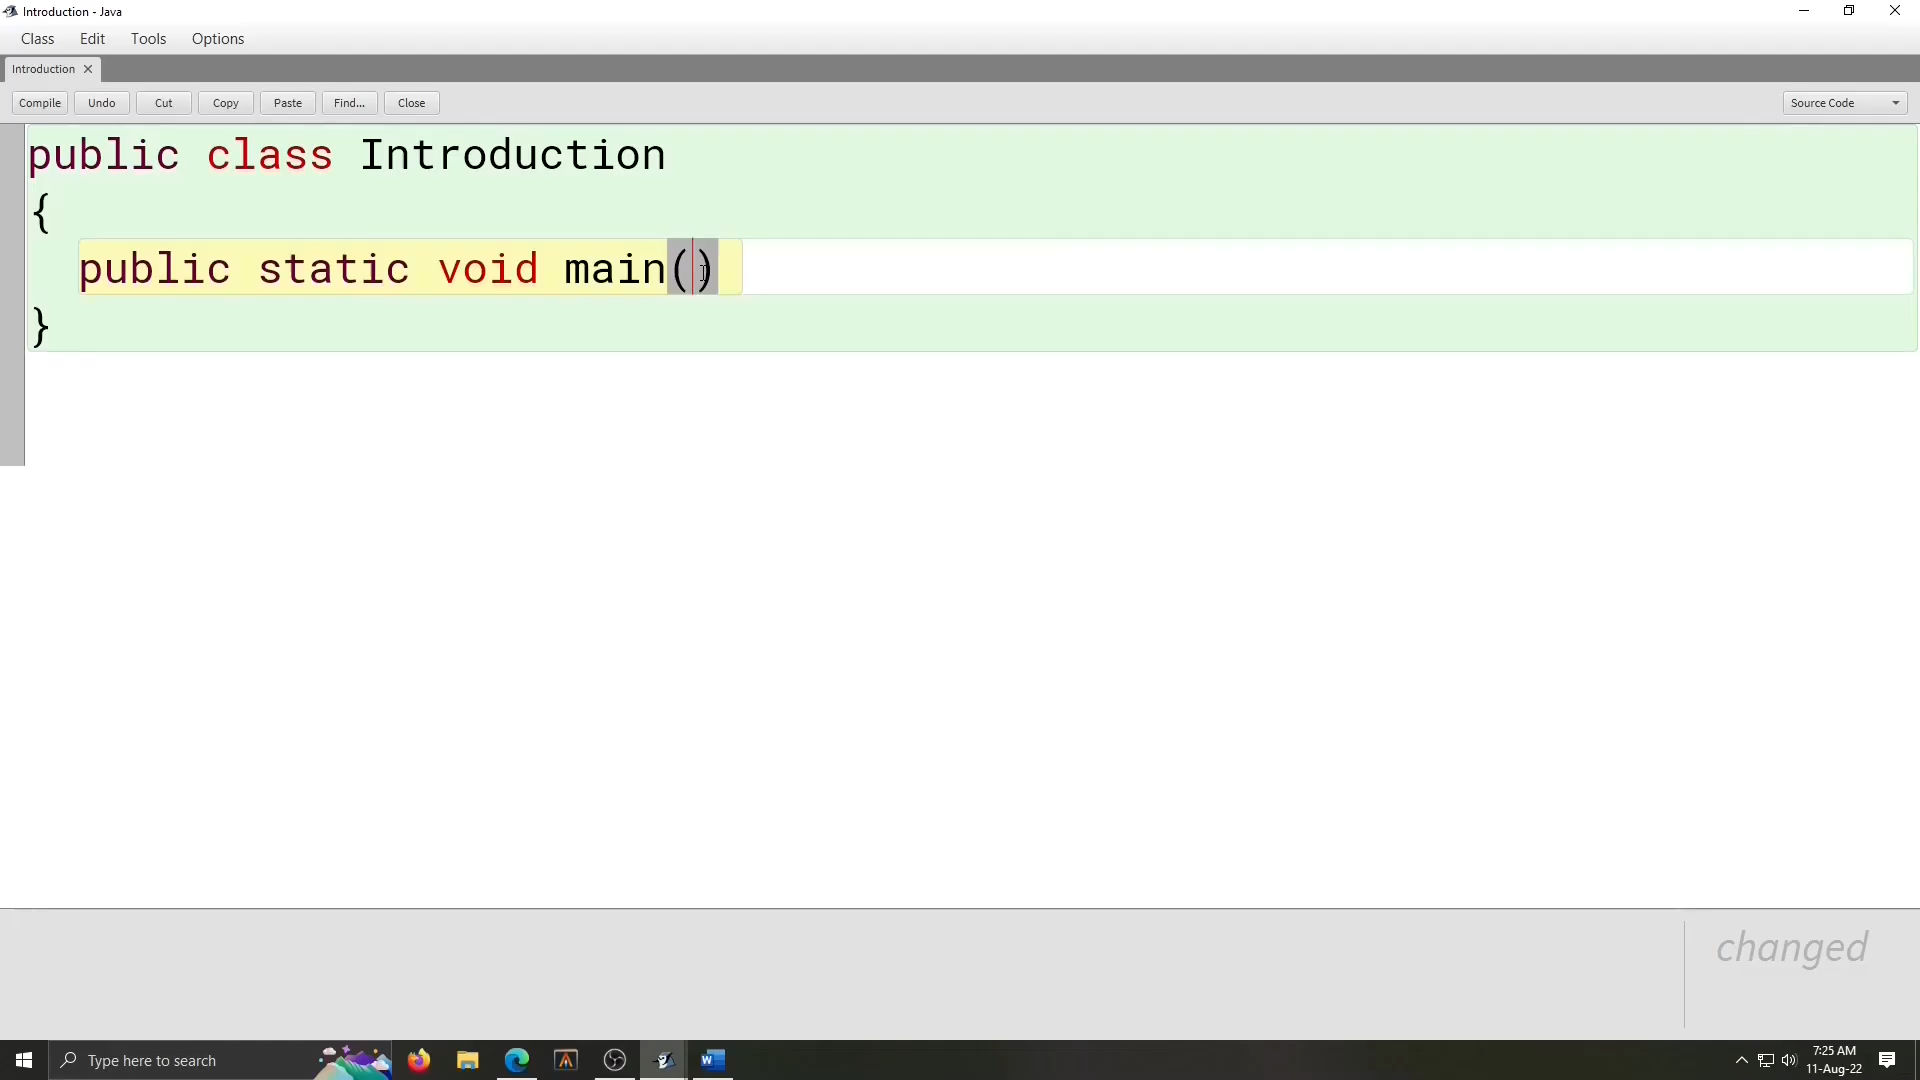 Introduction - Java
Class Edit Tools Options
Introduction
Compile Undo Cut Copy Paste Find... Close Source Code
public class Introduction
{
public static void main()
}
changed
Type here to search
7:25 AM
11-Aug-22